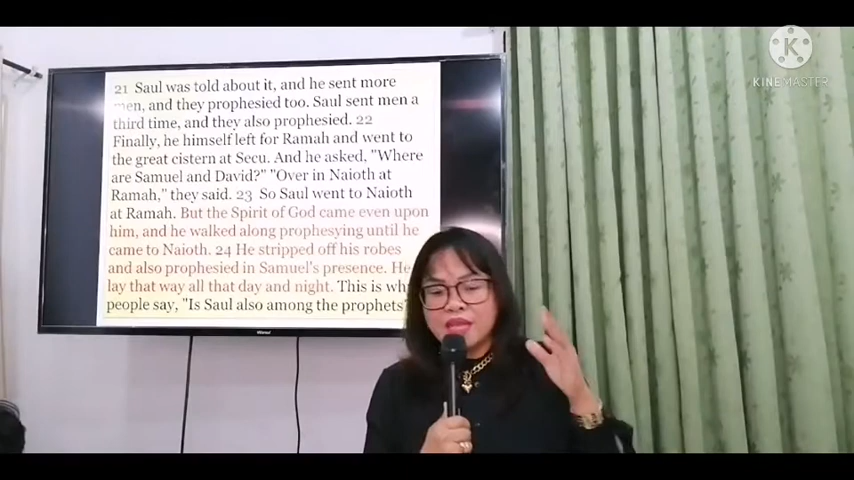 21 Saul was told about it, and he sent more
men, and they prophesied too. Saul sent men a
third time, and they also prophesied. 22
Finally, he himself left for Ramah and went to
the great cistern at Secu. And he asked, "Where
are Samuel and David?" "Over in Naioth at
Ramah," they said. 23 So Saul went to Naioth
at Ramah. But the Spirit of God came even upon
him, and he walked along prophesying until he
came to Naioth. 24 He stripped off his robes
and also prophesied in Samuel's presence. He
lay that way all that day and night. This is why
people say, "Is Saul also among the prophets
K
KINEMASTER